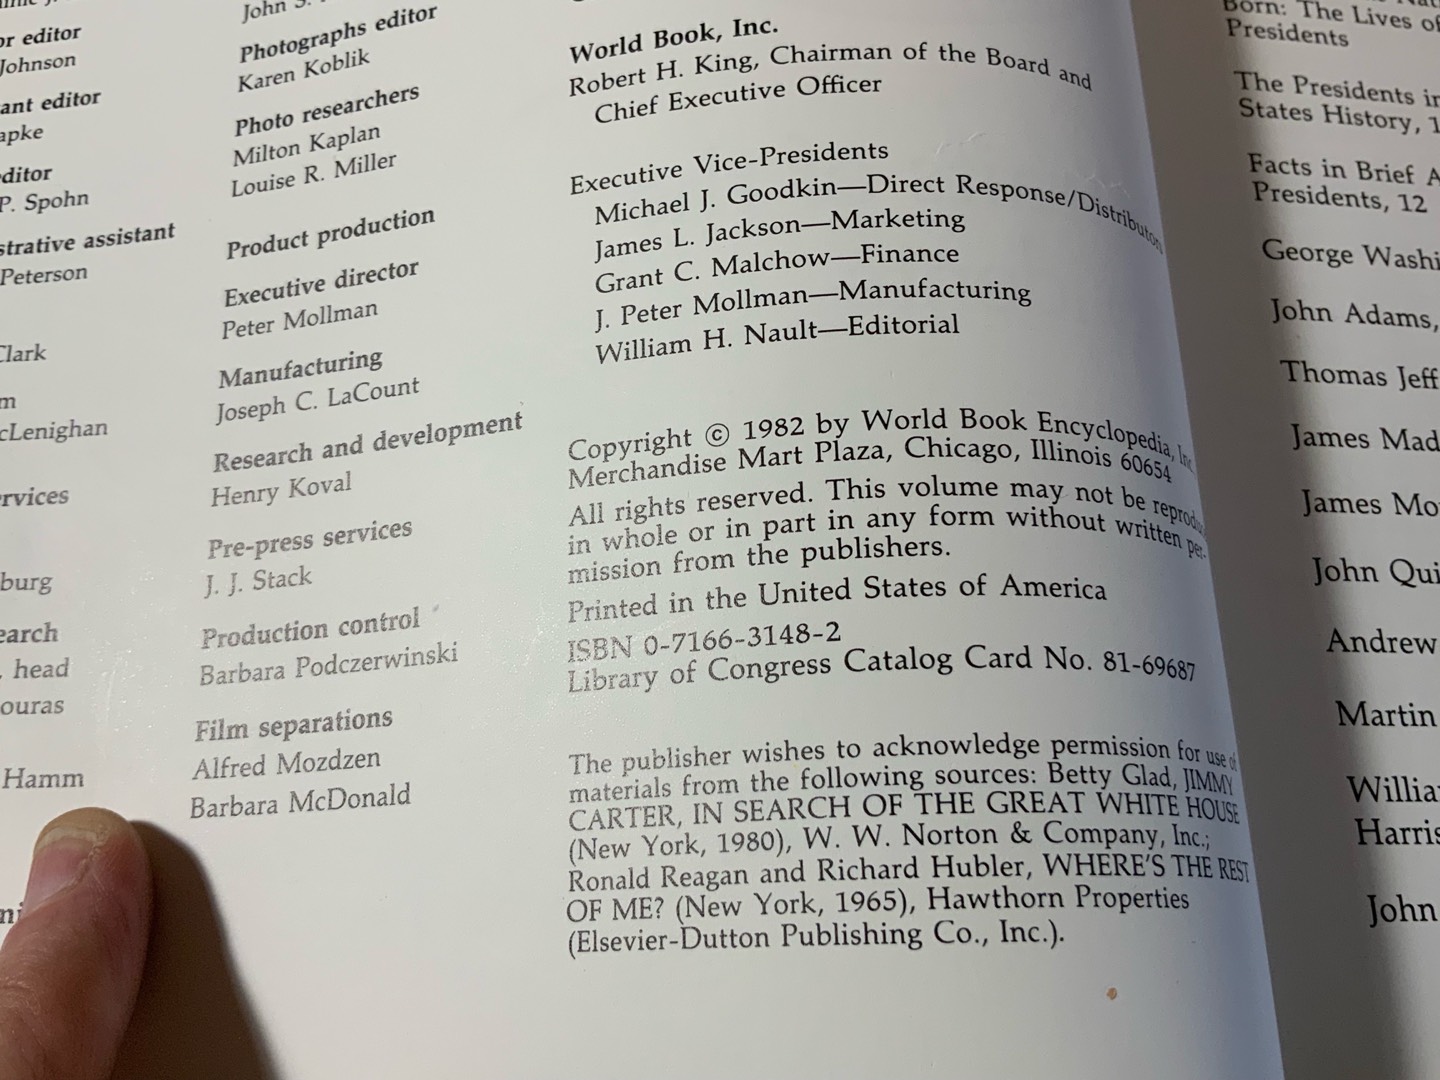 or editor
Johnson
ant editor
apke
ditor
P. Spohn
strative assistant
Peterson
Clark
m
cLenighan
rvices
burg
earch
, head
ouras
Hamm
John S.
Photographs editor
Karen Koblik
Photo researchers
Milton Kaplan
Louise R. Miller
Product production
Executive director
Peter Mollman
Manufacturing
Joseph C. LaCount
Research and development
Henry Koval
Pre-press services
J. J. Stack
Production control
Barbara Podczerwinski
Film separations
Alfred Mozdzen
Barbara McDonald
World Book, Inc.
Robert H. King, Chairman of the Board and
Chief Executive Officer
Executive Vice-Presidents
Michael J. Goodkin—Direct Response/Distributors
James L. Jackson—Marketing
Grant C. Malchow—Finance
J. Peter Mollman—Manufacturing
William H. Nault—Editorial
Copyright © 1982 by World Book Encyclopedia, Inc.
Merchandise Mart Plaza, Chicago, Illinois 60654
All rights reserved. This volume may not be reprodu
in whole or in part in any form without written per-
mission from the publishers.
Printed in the United States of America
ISBN 0-7166-3148-2
Library of Congress Catalog Card No. 81-69687
The publisher wishes to acknowledge permission for use of
materials from the following sources: Betty Glad, JIMMY
CARTER, IN SEARCH OF THE GREAT WHITE HOUSE
(New York, 1980), W. W. Norton & Company, Inc.;
Ronald Reagan and Richard Hubler, WHERE'S THE REST
OF ME? (New York, 1965), Hawthorn Properties
(Elsevier-Dutton Publishing Co., Inc.).
Born: The Lives of
Presidents
The Presidents in
States History, 1
Facts in Brief A
Presidents, 12
George Washi
John Adams,
Thomas Jeff
James Mad
James Mo
John Qui
Andrew
Martin
Willia
Harris
John